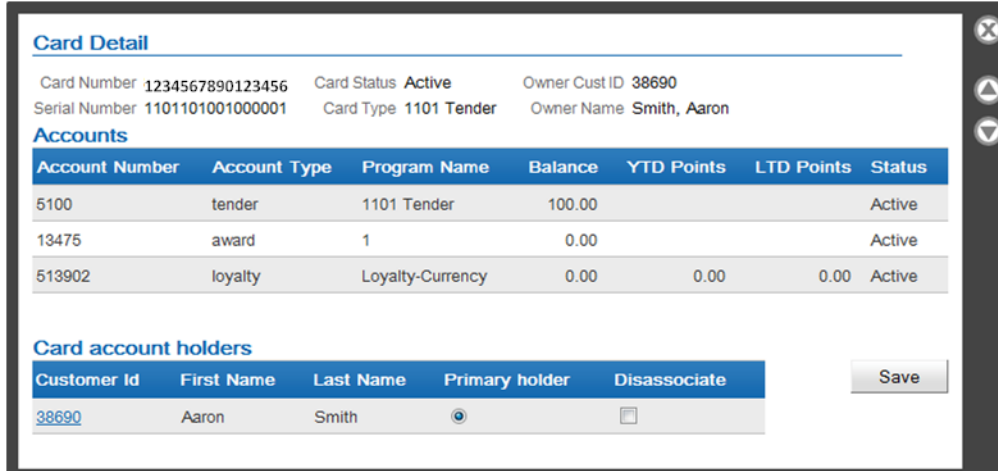 Card Detail
Card Number 1234567890123456 Card Status Active Owner Cust ID 38690
Serial Number 1101101001000001 Card Type 1101 Tender Owner Name Smith, Aaron
Accounts
Account Number Account Type Program Name Balance YTD Points LTD Points Status
5100 tender 1101 Tender 100.00 Active
13475 award 1 0.00 Active
513902 loyalty Loyalty-Currency 0.00 0.00 0.00 Active
Card account holders
Customer Id First Name Last Name Primary holder Disassociate
Save
38690 Aaron Smith